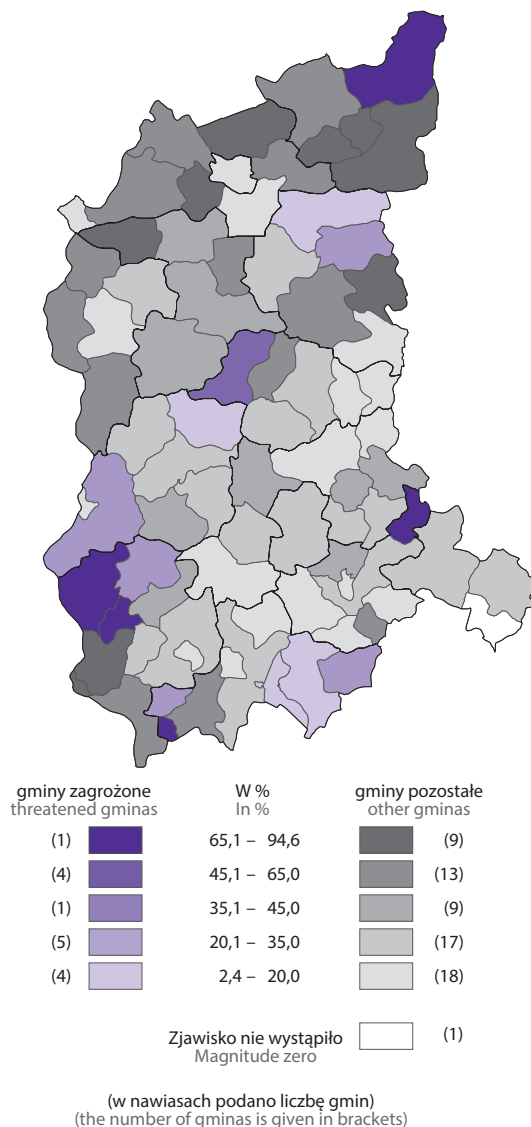 gminy zagrożone W % gminy pozostałe
threatened gminas In % other gminas
(1) 65,1 – 94,6 (9)
(4) 45,1 – 65,0 (13)
(1) 35,1 – 45,0 (9)
(5) 20,1 – 35,0 (17)
(4) 2,4 – 20,0 (18)
Zjawisko nie wystąpiło (1)
Magnitude zero
(w nawiasach podano liczbę gmin)
(the number of gminas is given in brackets)